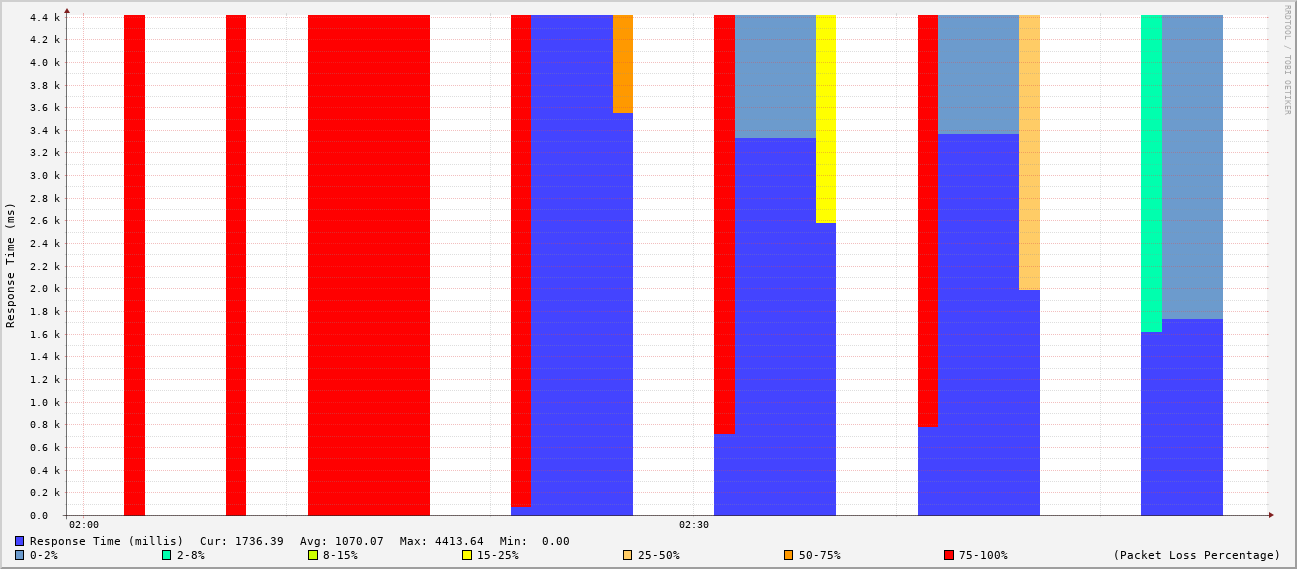 RRDTOOL / TOBI OETIKER
Response Time (ms)
4.4 k
4.2 k
4.0 k
3.8 k
3.6 k
3.4 k
3.2 k
3.0 k
2.8 k
2.6 k
2.4 k
2.2 k
2.0 k
1.8 k
1.6 k
1.4 k
1.2 k
1.0 k
0.8 k
0.6 k
0.4 k
0.2 k
0.0
02:00 02:30
Response Time (millis) Cur: 1736.39 Avg: 1070.07 Max: 4413.64 Min: 0.00
0-2% 2-8% 8-15% 15-25% 25-50% 50-75% 75-100% (Packet Loss Percentage)